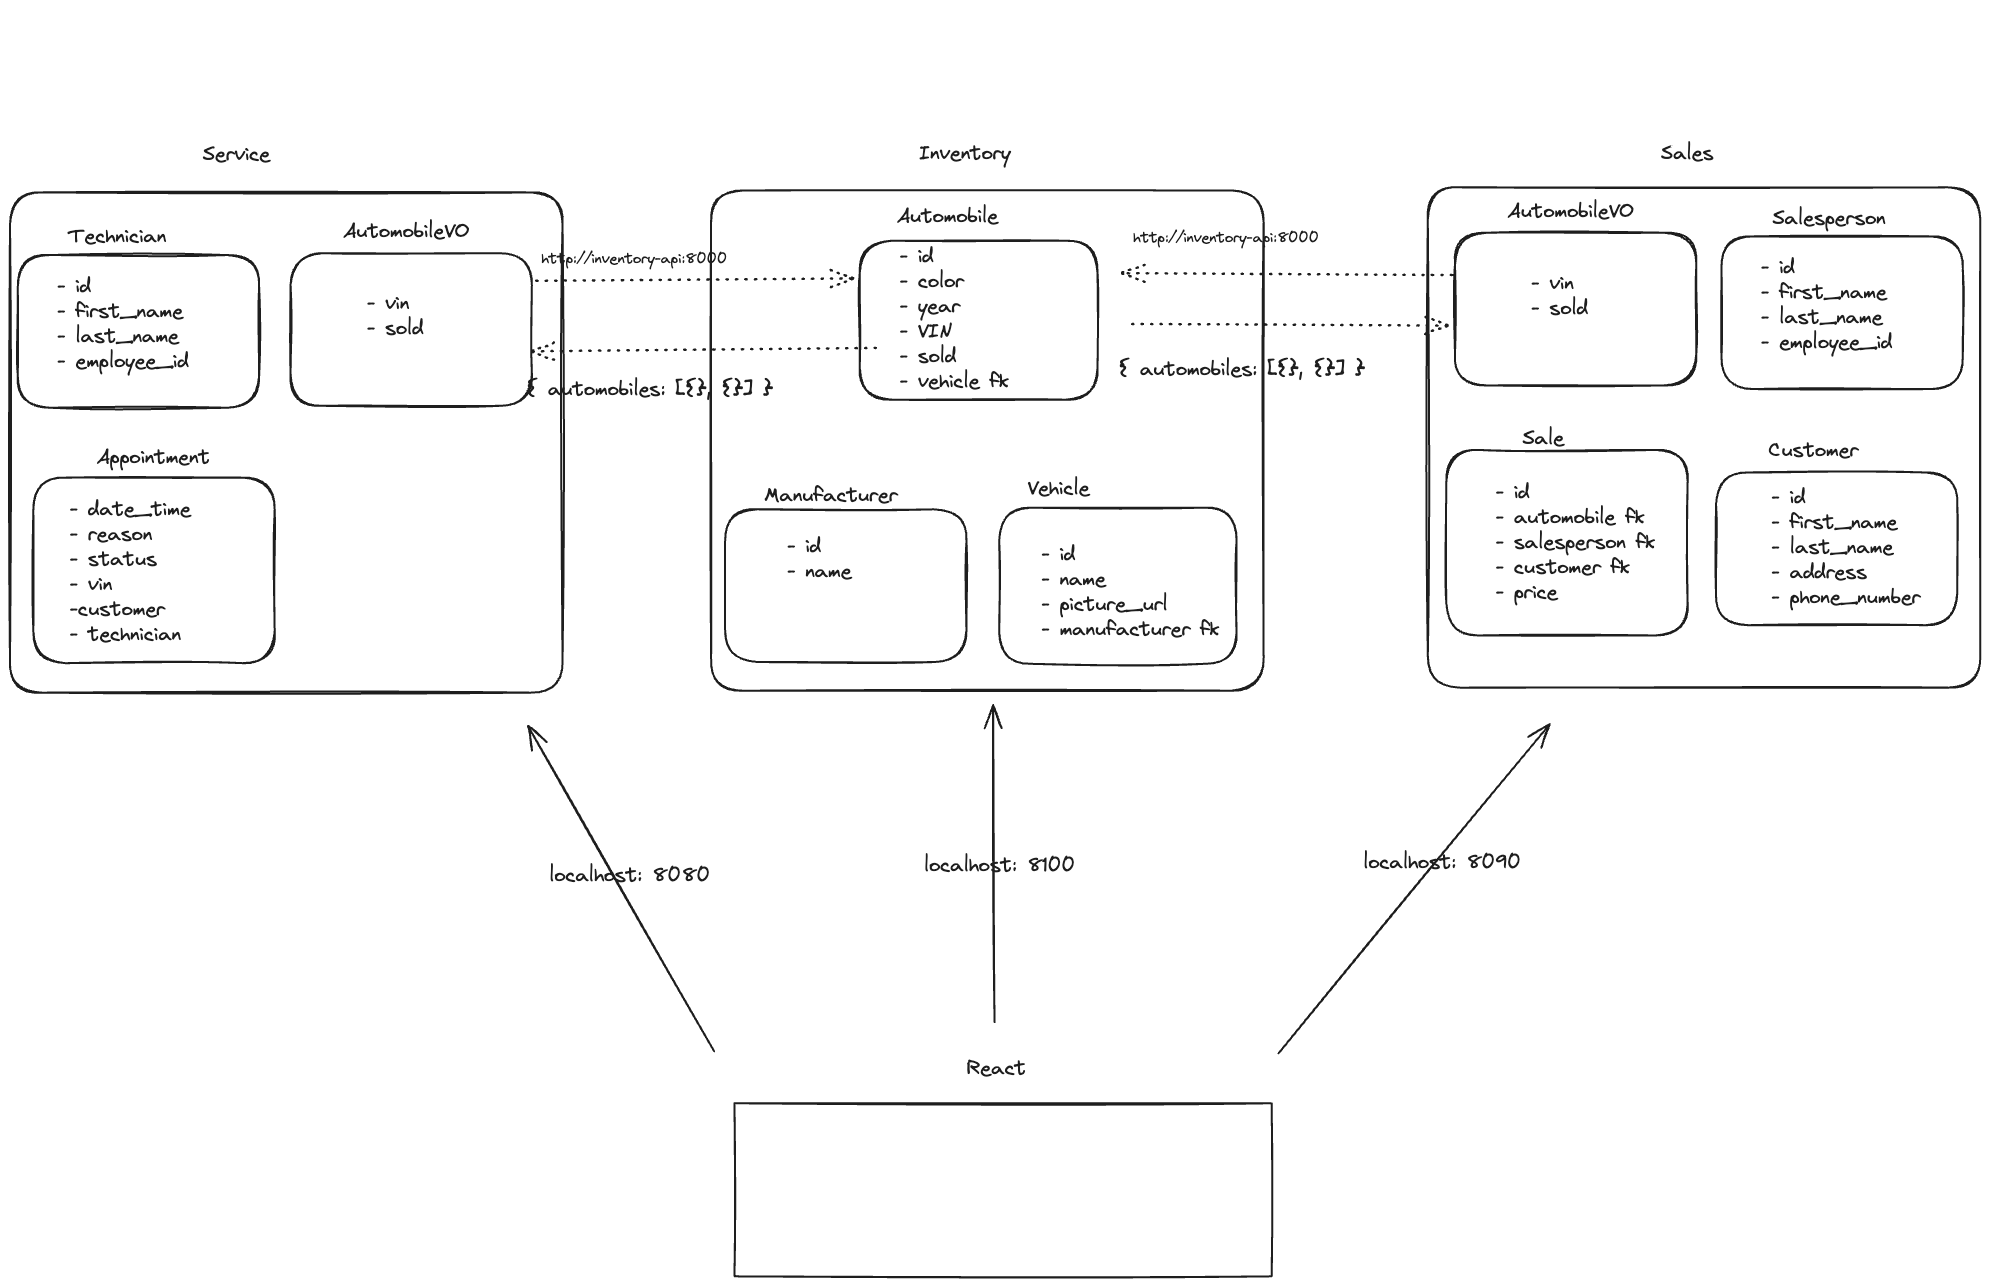 Service
Technician
- id
- first_name
- last_name
- employee_id
AutomobileVO
- vin
- sold
Appointment
- date_time
- reason
- status
- vin
-customer
- technician
http://inventory-api:8000
{ automobiles: [{}, {}] }
Inventory
Automobile
- id
- color
- year
- VIN
- sold
- vehicle fk
Manufacturer
- id
- name
Vehicle
- id
- name
- picture_url
- manufacturer fk
http://inventory-api:8000
{ automobiles: [{}, {}] }
Sales
AutomobileVO
- vin
- sold
Salesperson
- id
- first_name
- last_name
- employee_id
Sale
- id
- automobile fk
- salesperson fk
- customer fk
- price
Customer
- id
- first_name
- last_name
- address
- phone_number
localhost: 8080
localhost: 8100
localhost: 8090
React